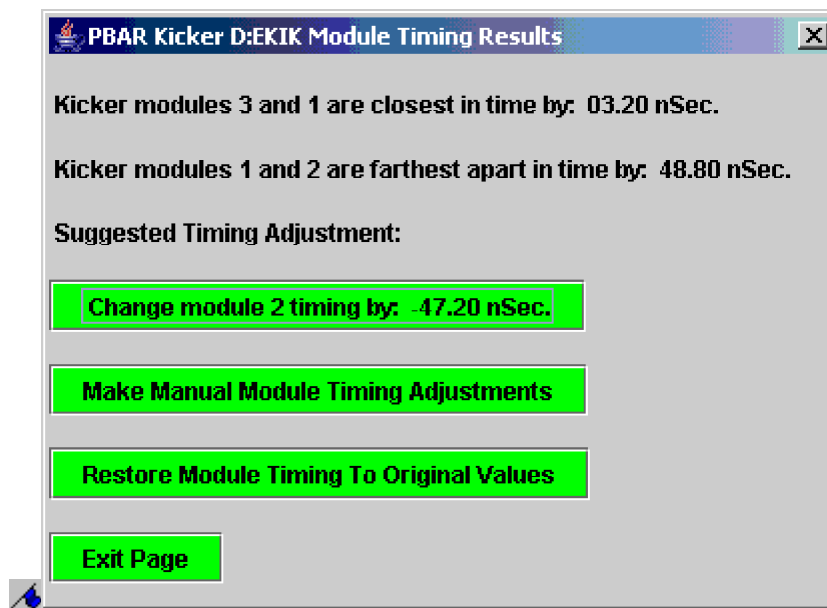 PBAR Kicker D:EKIK Module Timing Results
Kicker modules 3 and 1 are closest in time by: 03.20 nSec.
Kicker modules 1 and 2 are farthest apart in time by: 48.80 nSec.
Suggested Timing Adjustment:
Change module 2 timing by: -47.20 nSec.
Make Manual Module Timing Adjustments
Restore Module Timing To Original Values
Exit Page